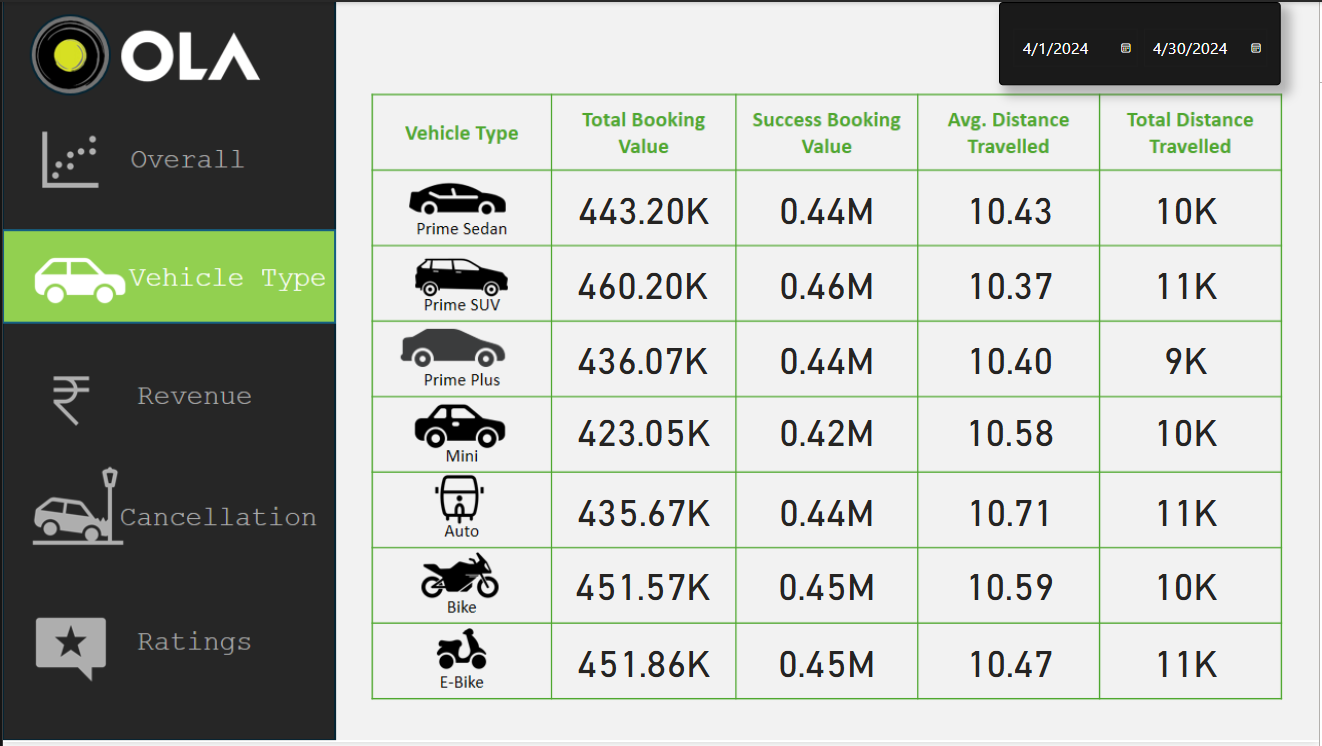 OLA
4/1/2024 4/30/2024
Overall
Vehicle Type
Revenue
Cancellation
Ratings
Vehicle Type
Total Booking
Value
Success Booking
Value
Avg. Distance
Travelled
Total Distance
Travelled
Prime Sedan 443.20K 0.44M 10.43 10K
Prime SUV 460.20K 0.46M 10.37 11K
Prime Plus 436.07K 0.44M 10.40 9K
Mini 423.05K 0.42M 10.58 10K
Auto 435.67K 0.44M 10.71 11K
Bike 451.57K 0.45M 10.59 10K
E-Bike 451.86K 0.45M 10.47 11K